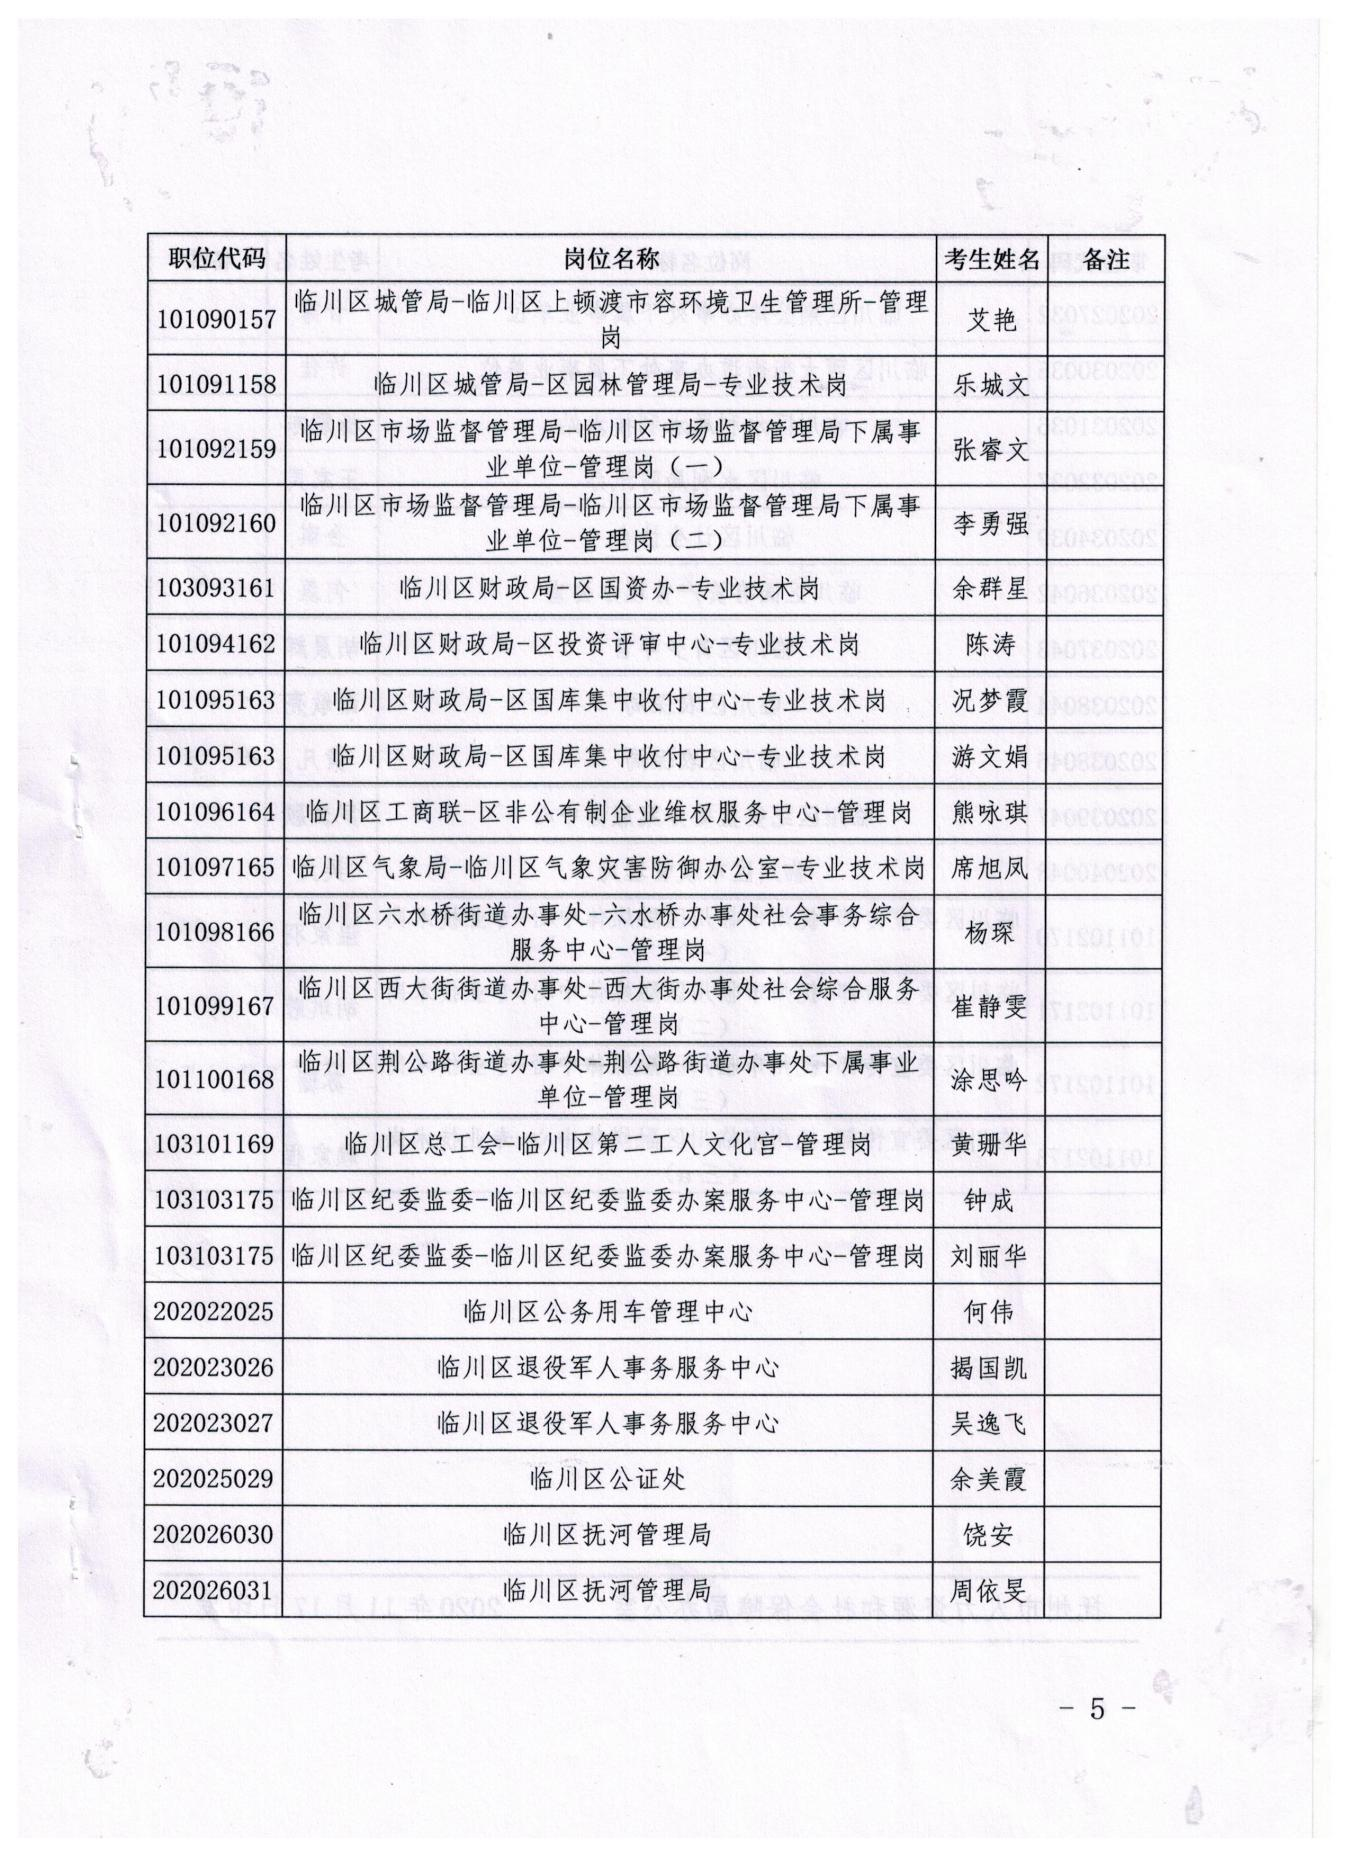 职位代码 岗位名称 考生姓名 备注
101090157 临川区城管局-临川区上顿渡市容环境卫生管理所-管理 艾艳
岗
101091158 临川区城管局-区园林管理局-专业技术岗 乐城文
101092159 临川区市场监督管理局-临川区市场监督管理局下属事 张睿文
业单位-管理岗（一）
101092160 临川区市场监督管理局-临川区市场监督管理局下属事 李勇强
业单位-管理岗（二）
103093161 临川区财政局-区国资办-专业技术岗 余群星
101094162 临川区财政局-区投资评审中心-专业技术岗 陈涛
101095163 临川区财政局-区国库集中收付中心-专业技术岗 况梦霞
101095163 临川区财政局-区国库集中收付中心-专业技术岗 游文娟
101096164 临川区工商联-区非公有制企业维权服务中心-管理岗 熊咏琪
101097165 临川区气象局-临川区气象灾害防御办公室-专业技术岗 席旭凤
101098166 临川区六水桥街道办事处-六水桥办事处社会事务综合 杨琛
服务中心-管理岗
101099167 临川区西大街街道办事处-西大街办事处社会综合服务 崔静雯
中心-管理岗
101100168 临川区荆公路街道办事处-荆公路街道办事处下属事业 涂思吟
单位-管理岗
103101169 临川区总工会-临川区第二工人文化宫-管理岗 黄珊华
103103175 临川区纪委监委-临川区纪委监委办案服务中心-管理岗 钟成
103103175 临川区纪委监委-临川区纪委监委办案服务中心-管理岗 刘丽华
202022025 临川区公务用车管理中心 何伟
202023026 临川区退役军人事务服务中心 揭国凯
202023027 临川区退役军人事务服务中心 吴逸飞
202025029 临川区公证处 余美霞
202026030 临川区抚河管理局 饶安
202026031 临川区抚河管理局 周依旻
- 5 -